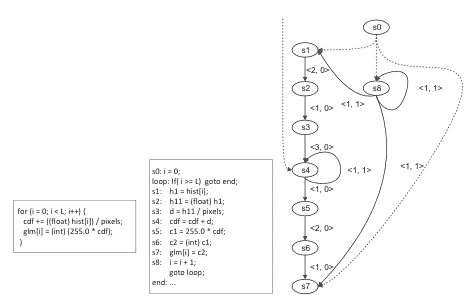 for (i = 0; i < L; i++) {
cdf += ((float) hist[i]) / pixels;
glm[i] = (int) (255.0 * cdf);
}
s0: i = 0;
loop: If( i >= L) goto end;
s1: h1 = hist[i];
s2: h11 = (float) h1;
s3: d = h11 / pixels;
s4: cdf = cdf + d;
s5: c1 = 255.0 * cdf;
s6: c2 = (int) c1;
s7: glm[i] = c2;
s8: i = i + 1;
goto loop;
end: ...
s0
s1
<2, 0>
s2
s8
<1, 1>
<1, 1>
<1, 0>
s3
<3, 0>
s4
<1, 1>
<1, 1>
<1, 0>
s5
<2, 0>
s6
<1, 0>
s7